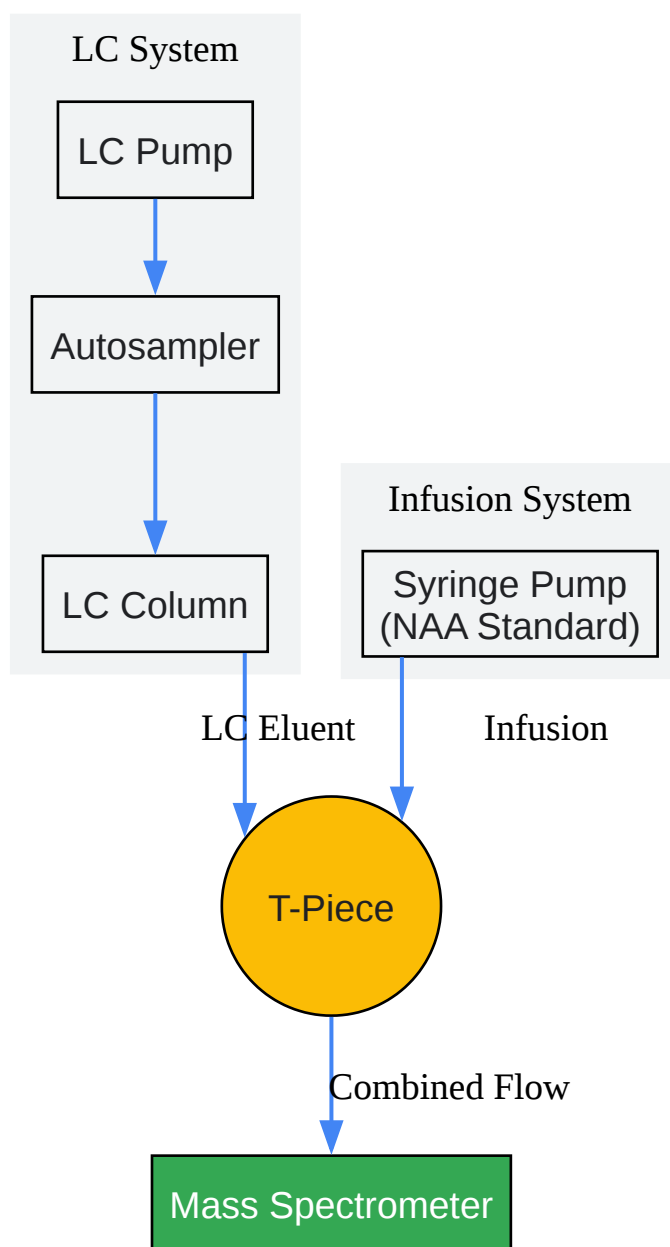 LC System
LC Pump
Autosampler
LC Column
Infusion System
Syringe Pump
(NAA Standard)
LC Eluent
Infusion
T-Piece
Combined Flow
Mass Spectrometer